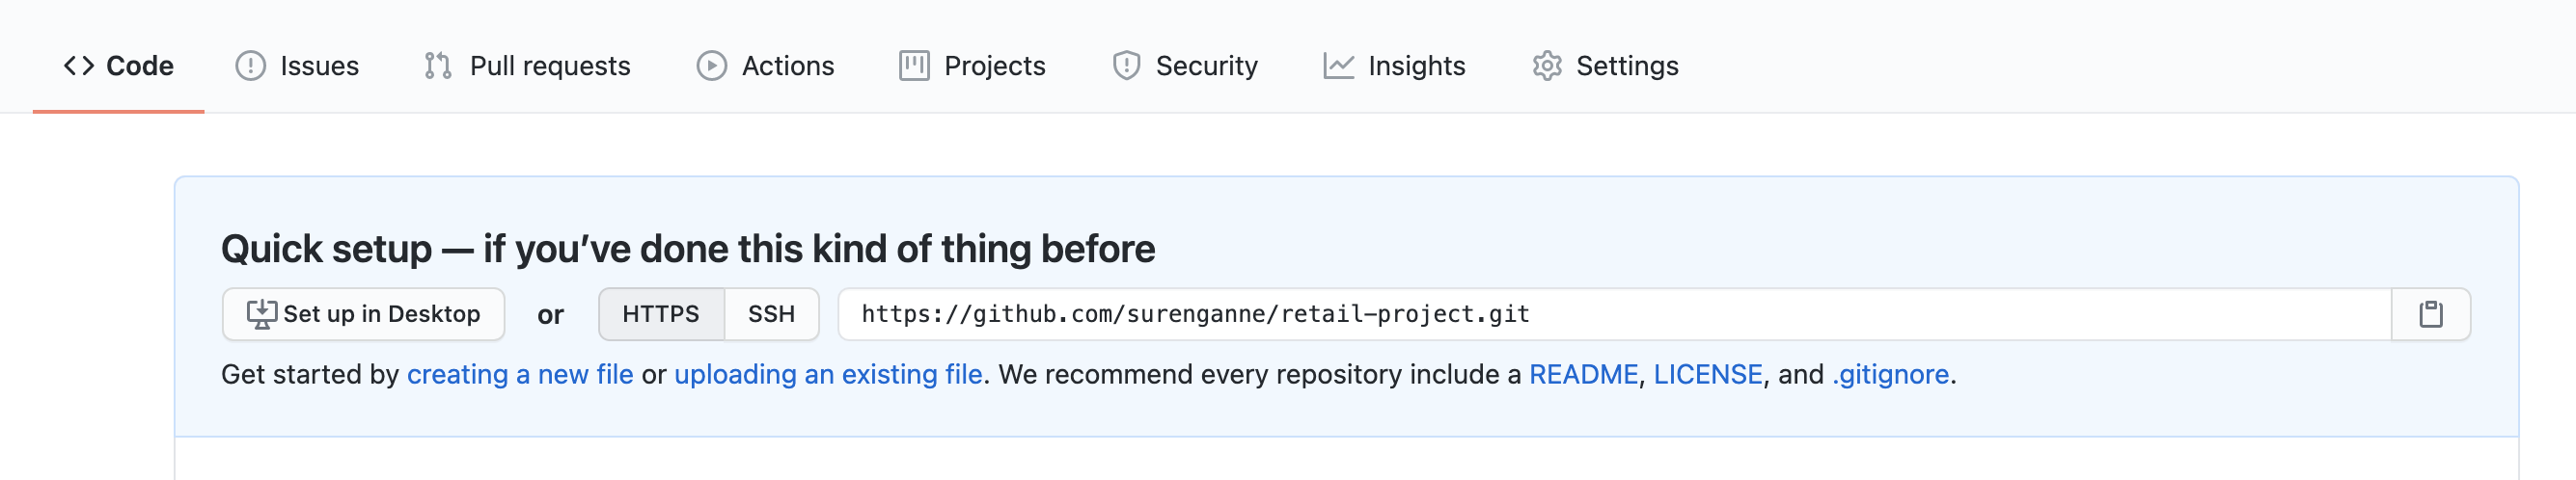 Code Issues Pull requests Actions Projects Security Insights Settings
Quick setup — if you’ve done this kind of thing before
Set up in Desktop or HTTPS SSH https://github.com/surenganne/retail-project.git
Get started by creating a new file or uploading an existing file. We recommend every repository include a README, LICENSE, and .gitignore.